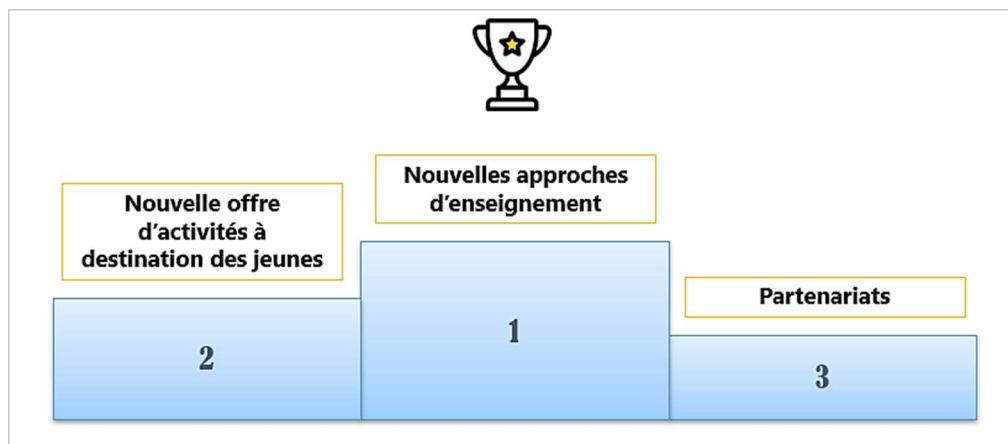 Nouvelles approches
d'enseignement
Nouvelle offre
d'activités à
destination des jeunes
Partenariats
1
2
3